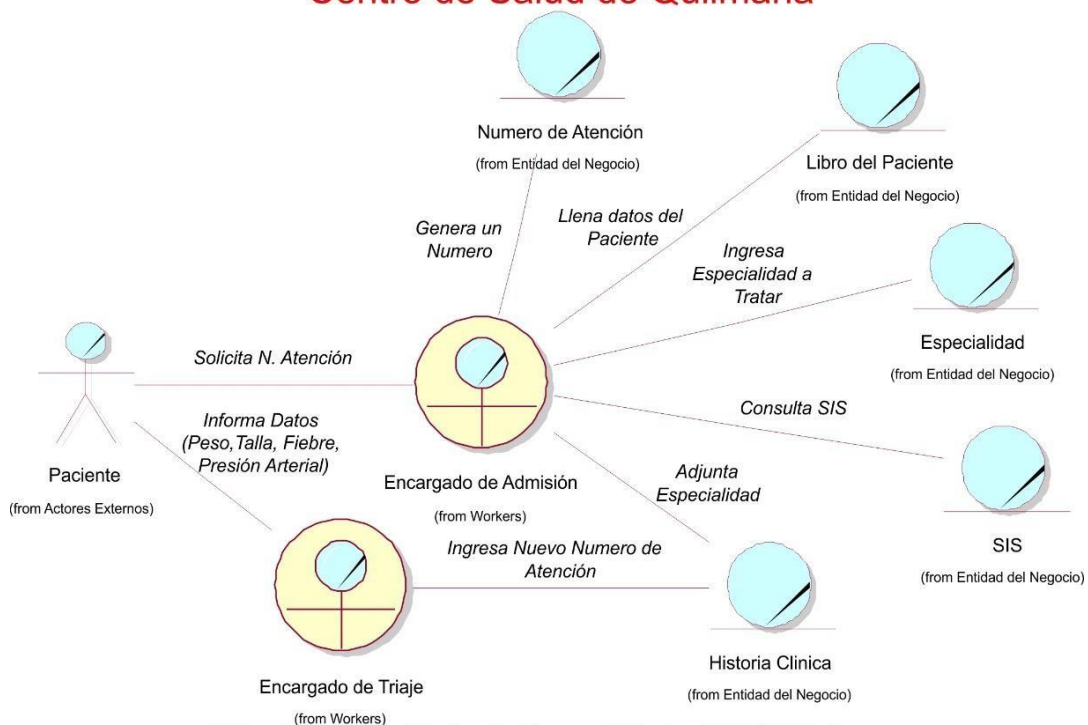 Centro de Salud de Quilmana
Numero de Atención
(from Entidad del Negocio)
Libro del Paciente
(from Entidad del Negocio)
Genera un
Numero
Llena datos del
Paciente
Ingresa
Especialidad a
Tratar
Especialidad
(from Entidad del Negocio)
Solicita N. Atención
Consulta SIS
Informa Datos
(Peso,Talla, Fiebre,
Presión Arterial)
Paciente
(from Actores Externos)
Encargado de Admisión
(from Workers)
Adjunta
Especialidad
SIS
(from Entidad del Negocio)
Ingresa Nuevo Numero de
Atención
Historia Clinica
(from Entidad del Negocio)
Encargado de Triaje
(from Workers)